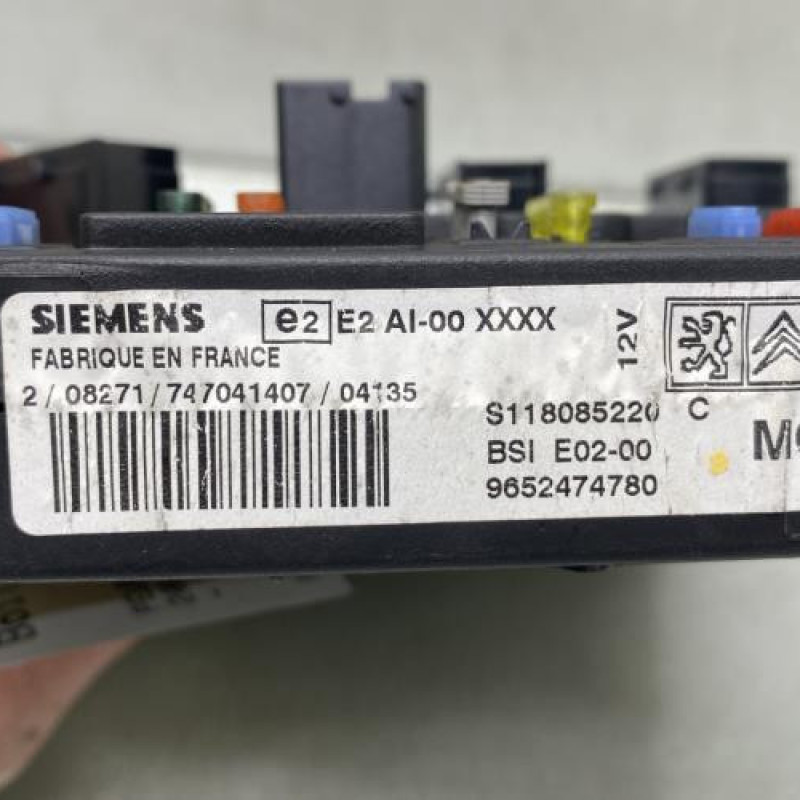 SIEMENS e2 E2 AI-00 XXXX
FABRIQUE EN FRANCE
2/08271/747041407/04135
12V
S118085220 C
BSI E02-00
9652474780